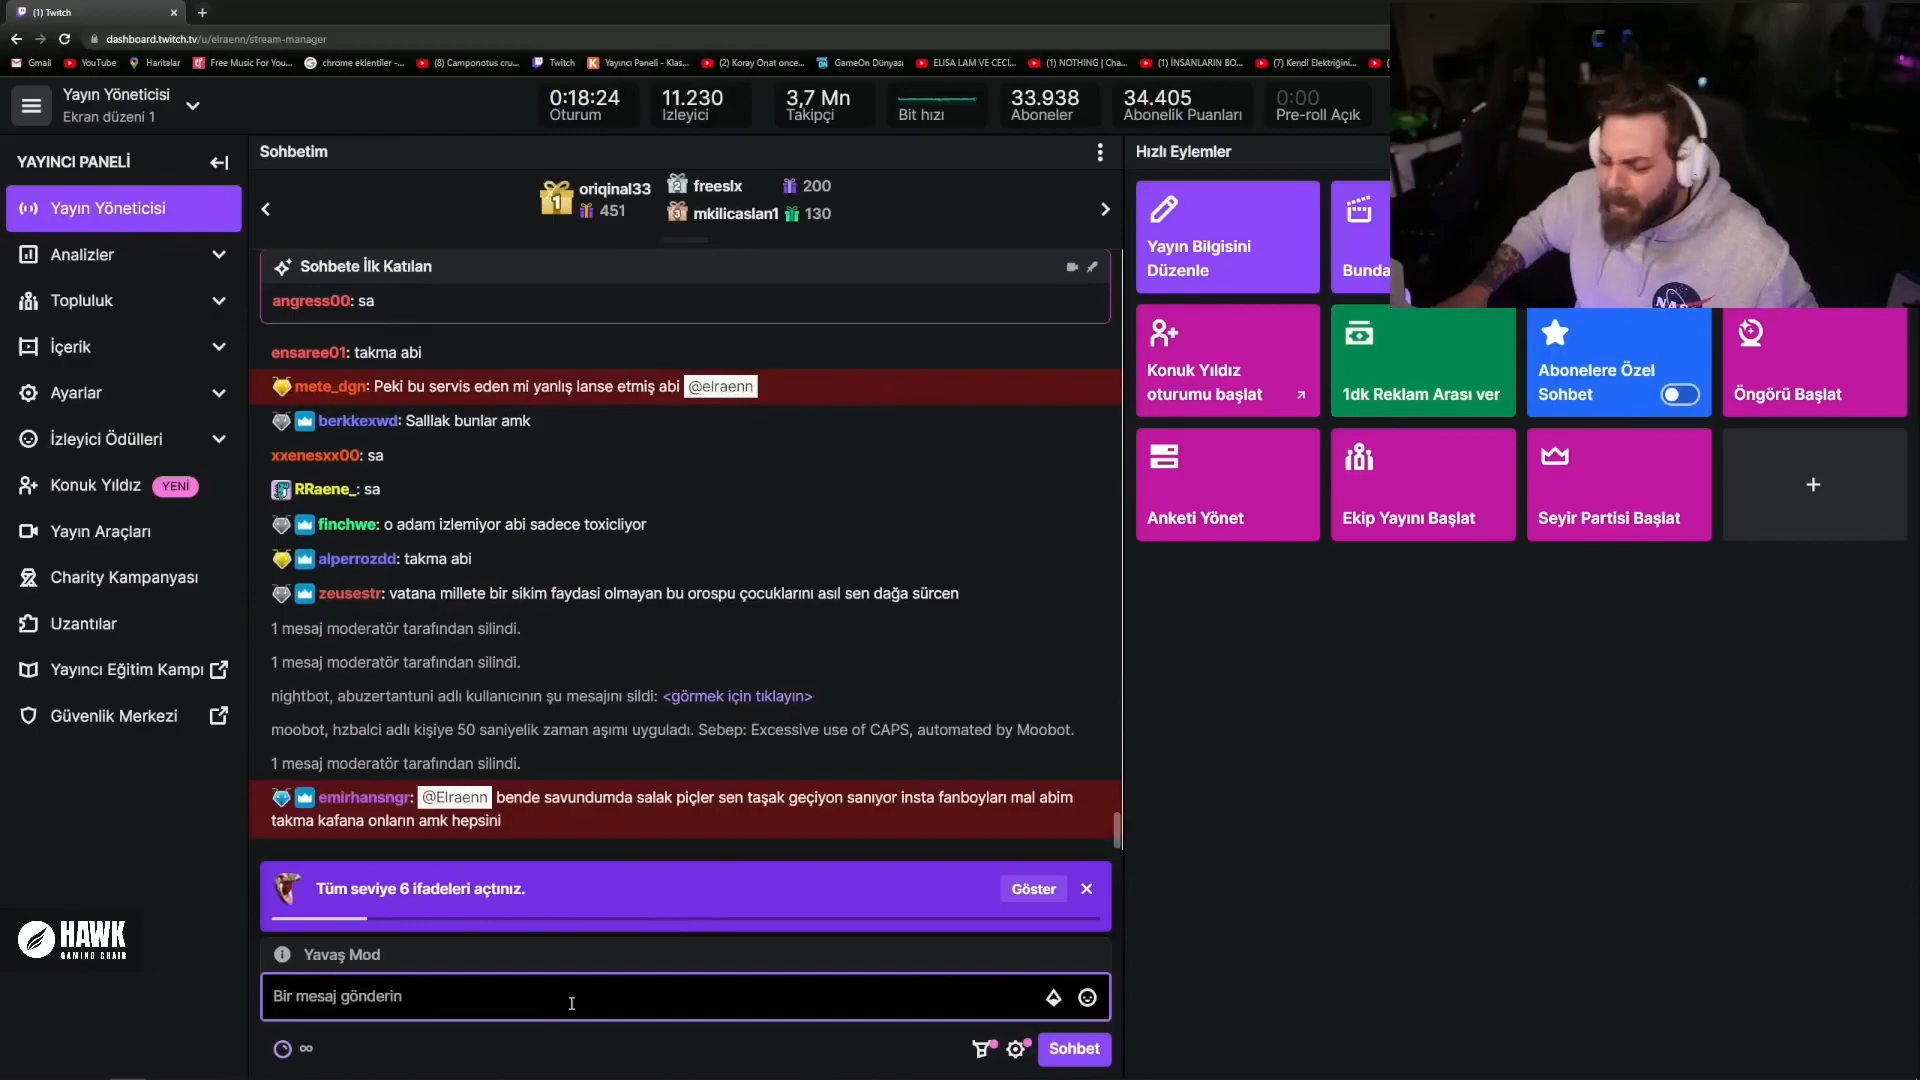 (1) Twitch
dashboard.twitch.tv/u/elraenn/stream-manager
Gmail
YouTube
Haritalar
Free Music For You...
chrome eklentiler -...
(8) Camponotus cru...
Twitch
Yayıncı Paneli - Klas...
(2) Koray Onat once...
GameOn Dünyası
ELISA LAM VE CECI...
(1) NOTHING | Cha...
(1) İNSANLARIN BO...
(7) Kendi Elektriğini...
Yayın Yöneticisi
Ekran düzeni 1
0:18:24
Oturum
11.230
İzleyici
3,7 Mn
Takipçi
Bit hızı
33.938
Aboneler
34.405
Abonelik Puanları
0:00
Pre-roll Açık
YAYINCI PANELİ
Yayın Yöneticisi
Analizler
Topluluk
İçerik
Ayarlar
İzleyici Ödülleri
Konuk Yıldız YENİ
Yayın Araçları
Charity Kampanyası
Uzantılar
Yayıncı Eğitim Kampı
Güvenlik Merkezi
HAWK
GAMING CHAIR
Sohbetim
1 oriqinal33
451
2 freeslx 200
3 mkilicaslan1 130
Sohbete İlk Katılan
angress00: sa
ensaree01: takma abi
mete_dgn: Peki bu servis eden mi yanlış lanse etmiş abi @elraenn
berkkexwd: Salllak bunlar amk
xxenesxx00: sa
RRaene_: sa
finchwe: o adam izlemiyor abi sadece toxicliyor
alperrozdd: takma abi
zeusestr: vatana millete bir sikim faydasi olmayan bu orospu çocuklarını asıl sen dağa sürcen
1 mesaj moderatör tarafından silindi.
1 mesaj moderatör tarafından silindi.
nightbot, abuzertantuni adlı kullanıcının şu mesajını sildi: <görmek için tıklayın>
moobot, hzbalci adlı kişiye 50 saniyelik zaman aşımı uyguladı. Sebep: Excessive use of CAPS, automated by Moobot.
1 mesaj moderatör tarafından silindi.
emirhansngr: @Elraenn bende savundumda salak piçler sen taşak geçiyon sanıyor insta fanboyları mal abim
takma kafana onların amk hepsini
Tüm seviye 6 ifadeleri açtınız.
Göster
Yavaş Mod
Bir mesaj gönderin
Sohbet
Hızlı Eylemler
Yayın Bilgisini
Düzenle
Bunda
Konuk Yıldız
oturumu başlat
1dk Reklam Arası ver
Abonelere Özel
Sohbet
Öngörü Başlat
Anketi Yönet
Ekip Yayını Başlat
Seyir Partisi Başlat